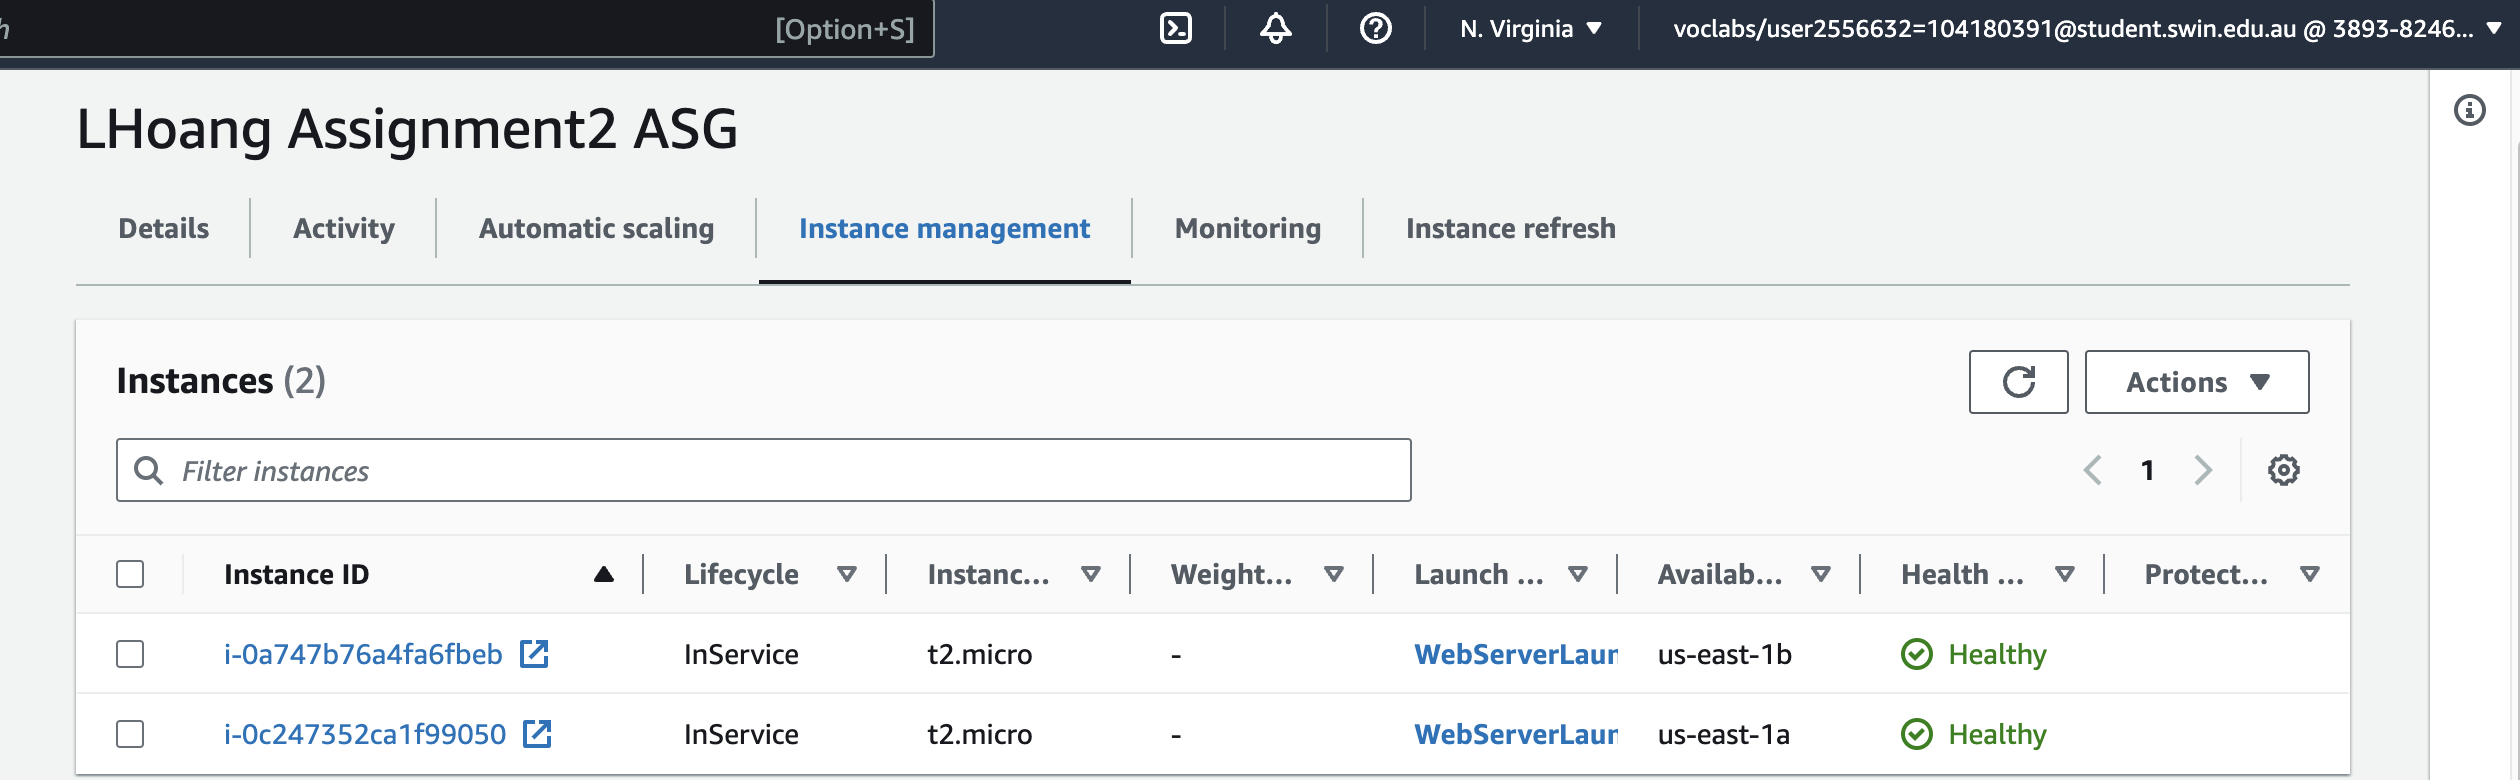 [Option+S] N. Virginia voclabs/user2556632=104180391@student.swin.edu.au @ 3893-8246...
LHoang Assignment2 ASG
Details Activity Automatic scaling Instance management Monitoring Instance refresh
Instances (2) Actions
Filter instances 1
Instance ID Lifecycle Instanc... Weight... Launch ... Availab... Health ... Protect...
i-0a747b76a4fa6fbeb InService t2.micro - WebServerLaun us-east-1b Healthy
i-0c247352ca1f99050 InService t2.micro - WebServerLaun us-east-1a Healthy